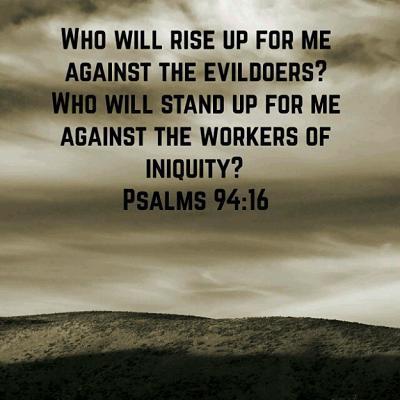 Who will rise up for me
against the evildoers?
Who will stand up for me
against the workers of
iniquity?
Psalms 94:16